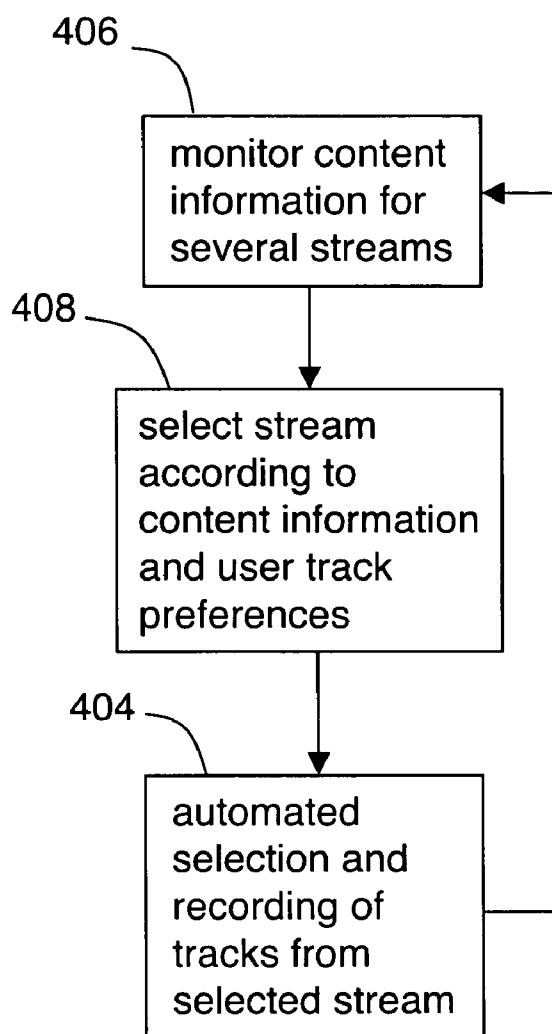 406
monitor content
information for
several streams
408
select stream
according to
content information
and user track
preferences
404
automated
selection and
recording of
tracks from
selected stream